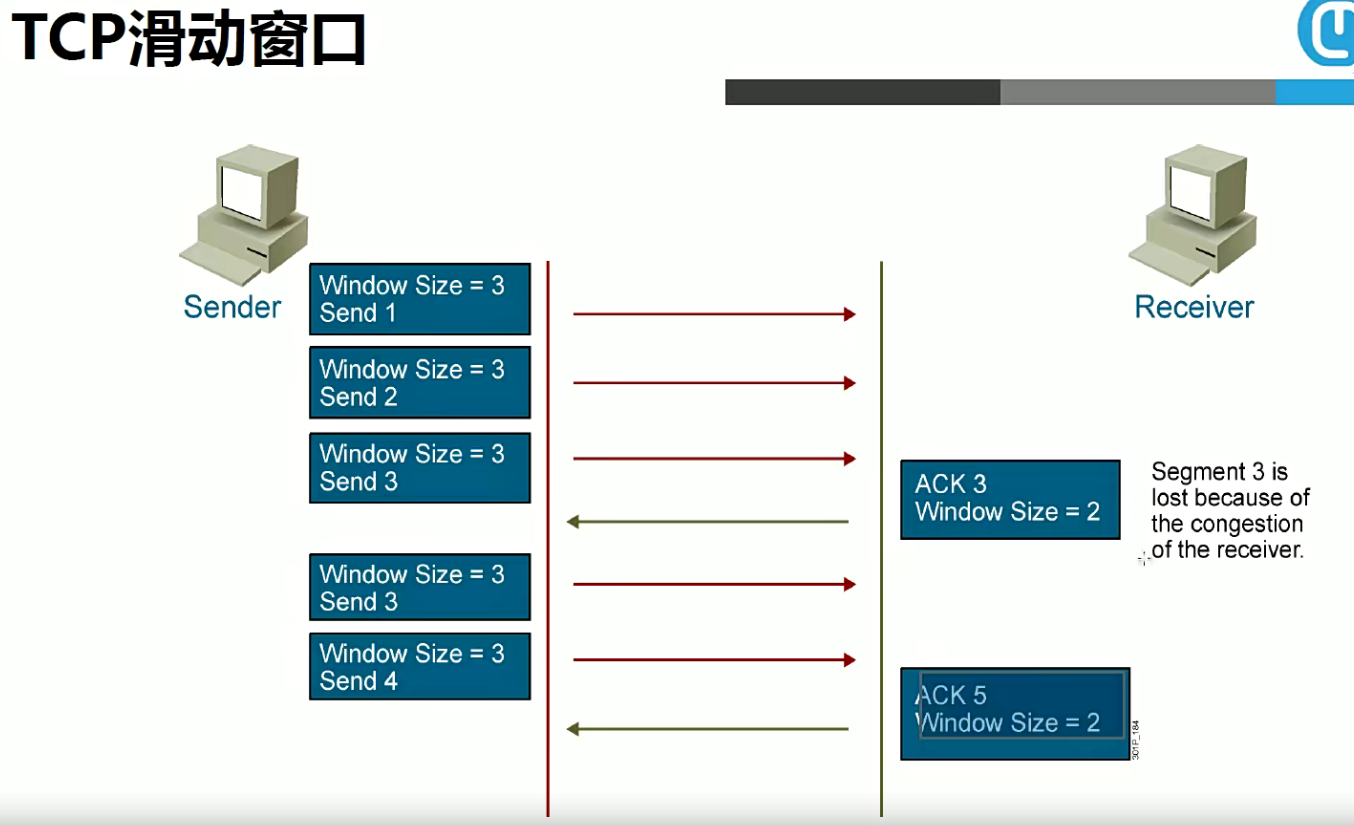 TCP滑动窗口
Sender
Receiver
Window Size = 3
Send 1
Window Size = 3
Send 2
Window Size = 3
Send 3
ACK 3
Window Size = 2
Segment 3 is
lost because of
the congestion
of the receiver.
Window Size = 3
Send 3
Window Size = 3
Send 4
ACK 5
Window Size = 2
301P_184